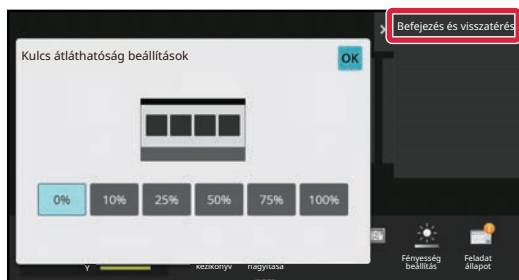 Befejezés és visszatérés
Kulcs átláthatóság beállítások
OK
0% 10% 25% 50% 75% 100%
Y
kézikönyv nagyítása
Fényesség beállítás
Feladat állapot